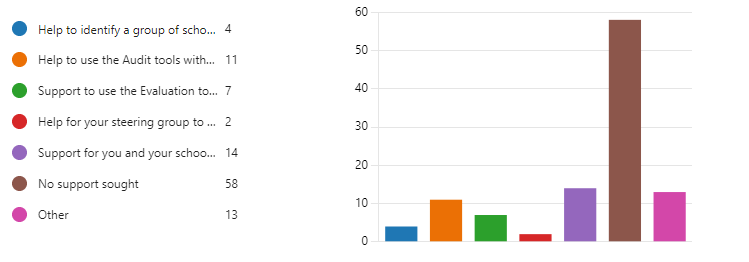 Help to identify a group of scho... 4
Help to use the Audit tools with... 11
Support to use the Evaluation to... 7
Help for your steering group to ... 2
Support for you and your schoo... 14
No support sought 58
Other 13
60
50
40
30
20
10
0